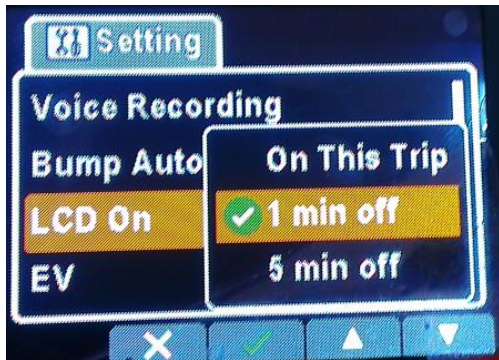 Setting
Voice Recording
Bump Auto
On This Trip
LCD On
1 min off
EV
5 min off